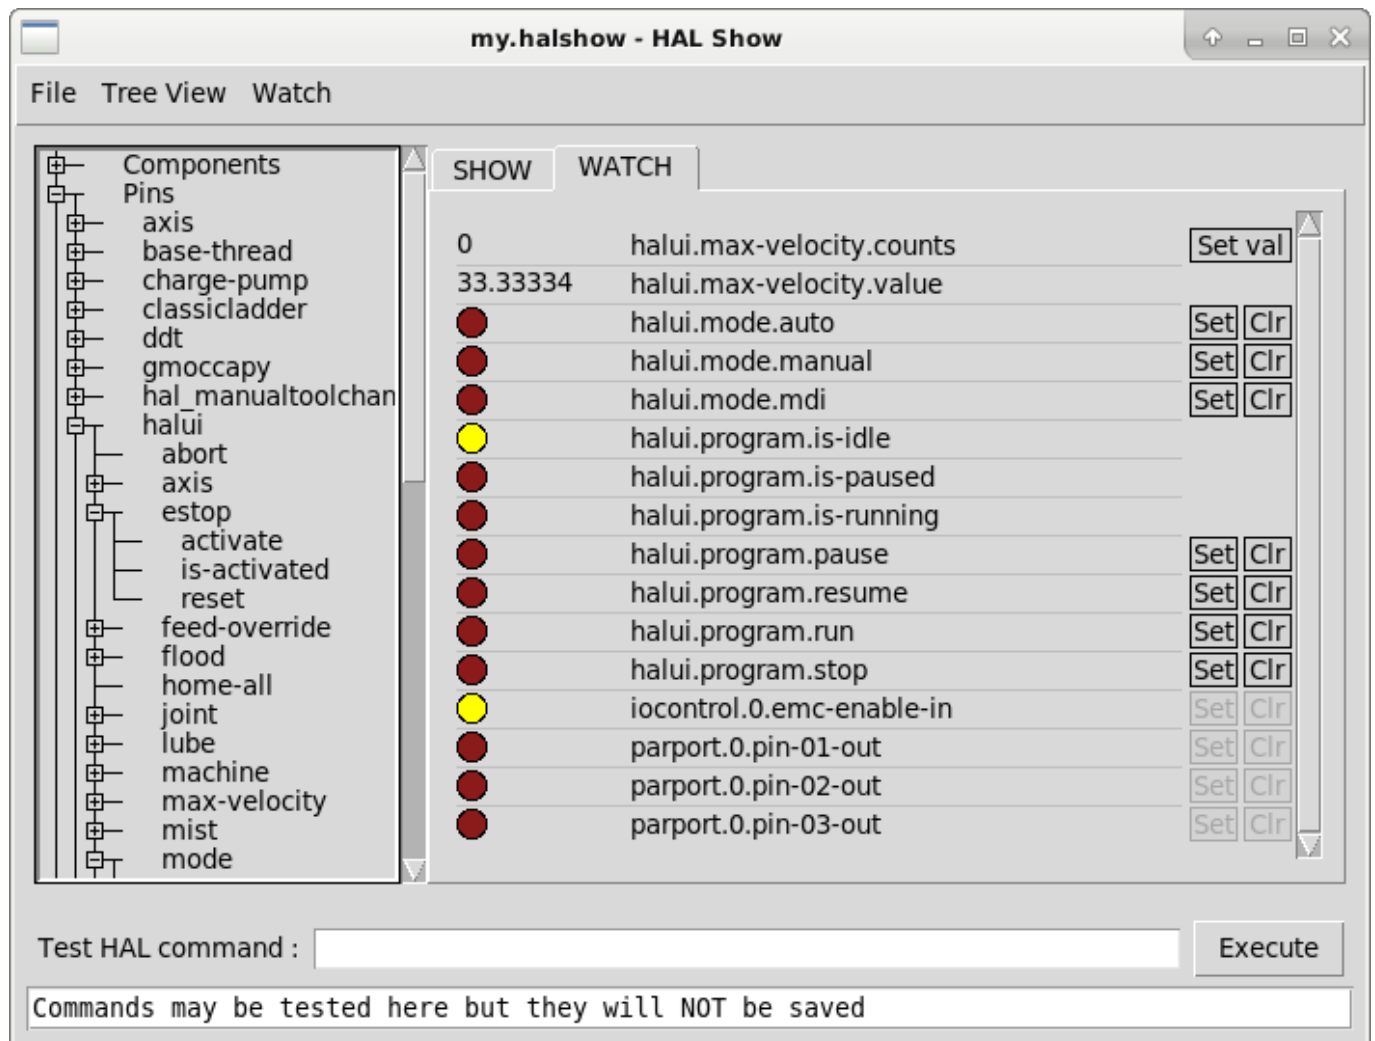 my.halshow - HAL Show
File Tree View Watch
Components
Pins
axis
base-thread
charge-pump
classicladder
ddt
gmoccapy
hal_manualtoolchan
halui
abort
axis
estop
activate
is-activated
reset
feed-override
flood
home-all
joint
lube
machine
max-velocity
mist
mode
SHOW WATCH
0 halui.max-velocity.counts Set val
33.33334 halui.max-velocity.value
halui.mode.auto Set Clr
halui.mode.manual Set Clr
halui.mode.mdi Set Clr
halui.program.is-idle
halui.program.is-paused
halui.program.is-running
halui.program.pause Set Clr
halui.program.resume Set Clr
halui.program.run Set Clr
halui.program.stop Set Clr
iocontrol.0.emc-enable-in Set Clr
parport.0.pin-01-out Set Clr
parport.0.pin-02-out Set Clr
parport.0.pin-03-out Set Clr
Test HAL command : Execute
Commands may be tested here but they will NOT be saved